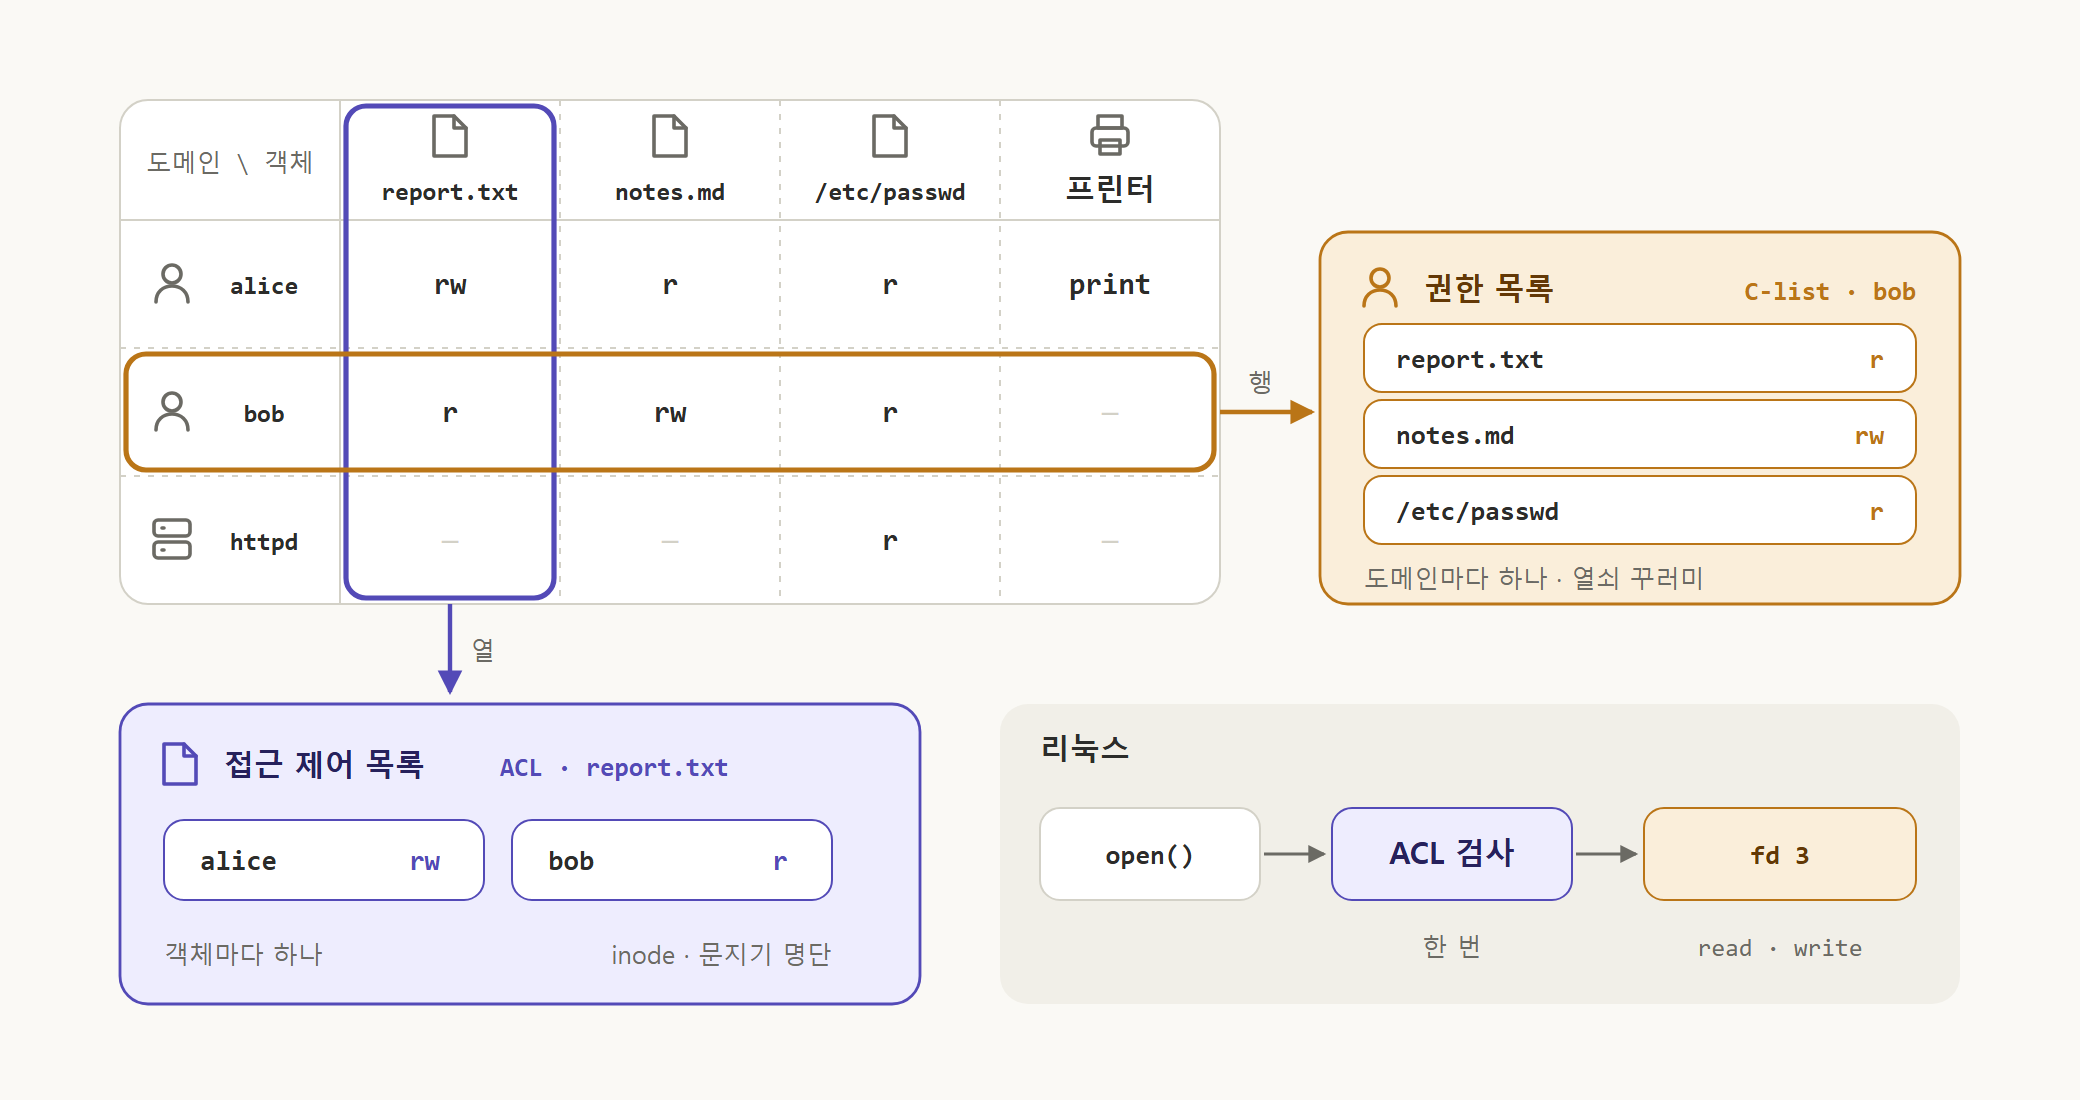 도메인 \ 객체
report.txt
notes.md
/etc/passwd
프린터
alice
rw
r
r
print
bob
r
rw
r
–
httpd
–
–
r
–
행
권한 목록
C-list · bob
report.txt
r
notes.md
rw
/etc/passwd
r
도메인마다 하나 · 열쇠 꾸러미
열
접근 제어 목록
ACL · report.txt
alice
rw
bob
r
객체마다 하나
inode · 문지기 명단
리눅스
open()
ACL 검사
fd 3
한 번
read · write